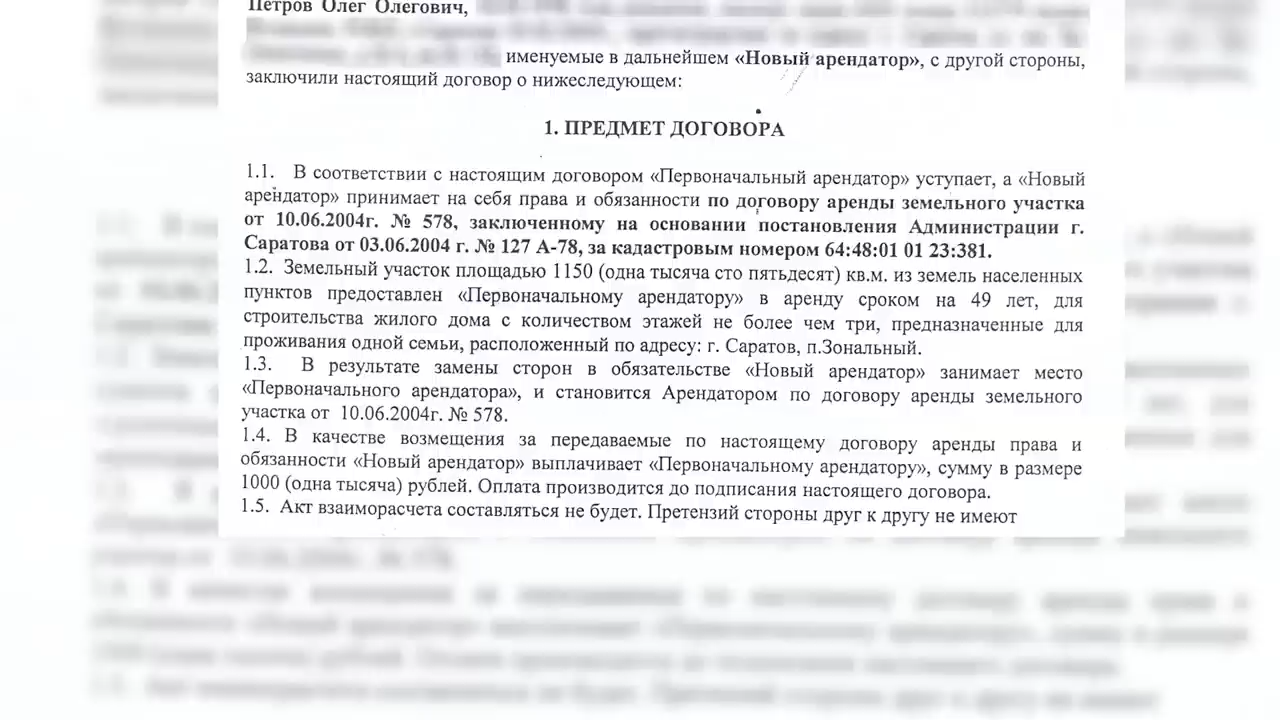 Петров Олег Олегович,
именуемые в дальнейшем «Новый арендатор», с другой стороны,
заключили настоящий договор о нижеследующем:
1. ПРЕДМЕТ ДОГОВОРА
1.1. В соответствии с настоящим договором «Первоначальный арендатор» уступает, а «Новый
арендатор» принимает на себя права и обязанности по договору аренды земельного участка
от 10.06.2004г. № 578, заключенному на основании постановления Администрации г.
Саратова от 03.06.2004 г. № 127 А-78, за кадастровым номером 64:48:01 01 23:381.
1.2. Земельный участок площадью 1150 (одна тысяча сто пятьдесят) кв.м. из земель населенных
пунктов предоставлен «Первоначальному арендатору» в аренду сроком на 49 лет, для
строительства жилого дома с количеством этажей не более чем три, предназначенные для
проживания одной семьи, расположенный по адресу: г. Саратов, п.Зональный.
1.3. В результате замены сторон в обязательстве «Новый арендатор» занимает место
«Первоначального арендатора», и становится Арендатором по договору аренды земельного
участка от 10.06.2004г. № 578.
1.4. В качестве возмещения за передаваемые по настоящему договору аренды права и
обязанности «Новый арендатор» выплачивает «Первоначальному арендатору», сумму в размере
1000 (одна тысяча) рублей. Оплата производится до подписания настоящего договора.
1.5. Акт взаиморасчета составляться не будет. Претензий стороны друг к другу не имеют